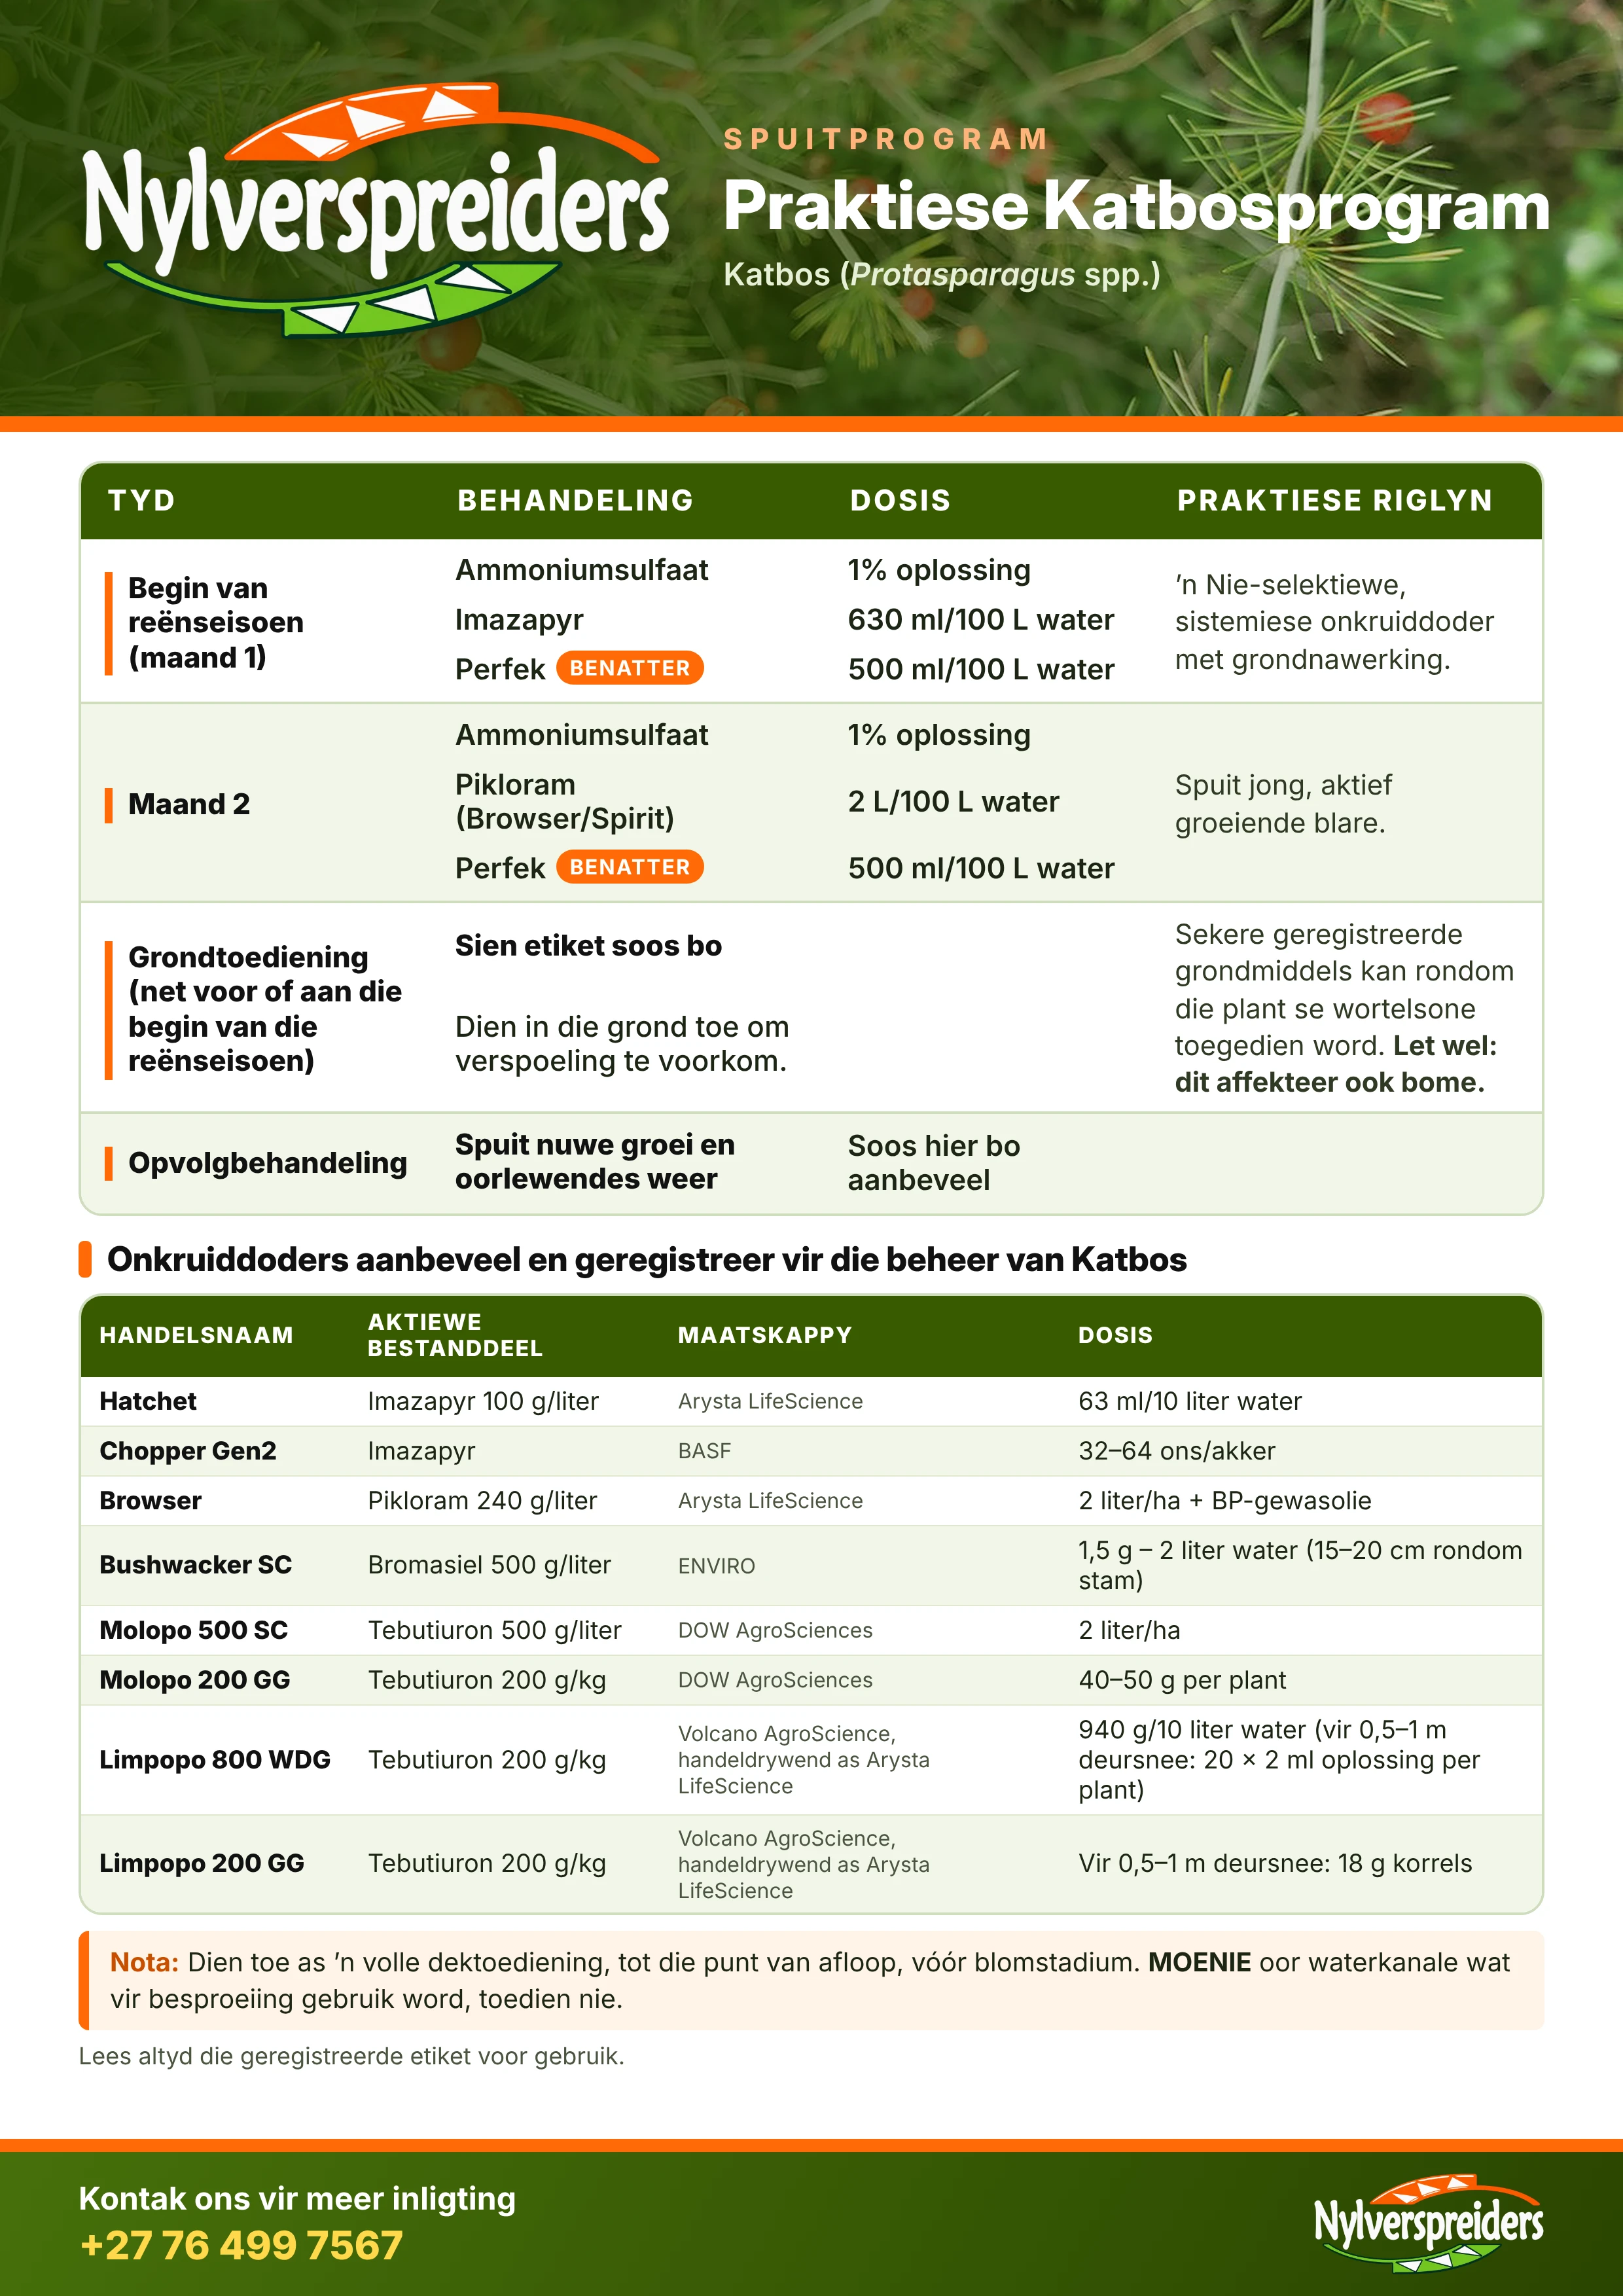 Nylverspreiders
SPUITPROGRAM
Praktiese Katbosprogram
Katbos (Protasparagus spp.)
TYD BEHANDELING DOSIS PRAKTIESE RIGLYN
Begin van
reënseisoen
(maand 1)
Ammoniumsulfaat 1% oplossing
Imazapyr 630 ml/100 L water
Perfek BENATTER 500 ml/100 L water
’n Nie-selektiewe,
sistemiese onkruiddoder
met grondnawerking.
Maand 2
Ammoniumsulfaat 1% oplossing
Pikloram
(Browser/Spirit)
2 L/100 L water
Perfek BENATTER 500 ml/100 L water
Spuit jong, aktief
groeiende blare.
Grondtoediening
(net voor of aan die
begin van die
reënseisoen)
Sien etiket soos bo
Dien in die grond toe om
verspoeling te voorkom.
Sekere geregistreerde
grondmiddels kan rondom
die plant se wortelsone
toegedien word. Let wel:
dit affekteer ook bome.
Opvolgbehandeling
Spuit nuwe groei en
oorlewendes weer
Soos hier bo
aanbeveel
Onkruiddoders aanbeveel en geregistreer vir die beheer van Katbos
HANDELSNAAM
AKTIEWE
BESTANDDEEL
MAATSKAPPY
DOSIS
Hatchet Imazapyr 100 g/liter Arysta LifeScience 63 ml/10 liter water
Chopper Gen2 Imazapyr BASF 32–64 ons/akker
Browser Pikloram 240 g/liter Arysta LifeScience 2 liter/ha + BP-gewasolie
Bushwacker SC Bromasiel 500 g/liter ENVIRO
1,5 g – 2 liter water (15–20 cm rondom
stam)
Molopo 500 SC Tebutiuron 500 g/liter DOW AgroSciences 2 liter/ha
Molopo 200 GG Tebutiuron 200 g/kg DOW AgroSciences 40–50 g per plant
Limpopo 800 WDG Tebutiuron 200 g/kg
Volcano AgroScience,
handeldrywend as Arysta
LifeScience
940 g/10 liter water (vir 0,5–1 m
deursnee: 20 × 2 ml oplossing per
plant)
Limpopo 200 GG Tebutiuron 200 g/kg
Volcano AgroScience,
handeldrywend as Arysta
LifeScience
Vir 0,5–1 m deursnee: 18 g korrels
Nota: Dien toe as ’n volle dektoediening, tot die punt van afloop, vóór blomstadium. MOENIE oor waterkanale wat
vir besproeiing gebruik word, toedien nie.
Lees altyd die geregistreerde etiket voor gebruik.
Kontak ons vir meer inligting
+27 76 499 7567
Nylverspreiders